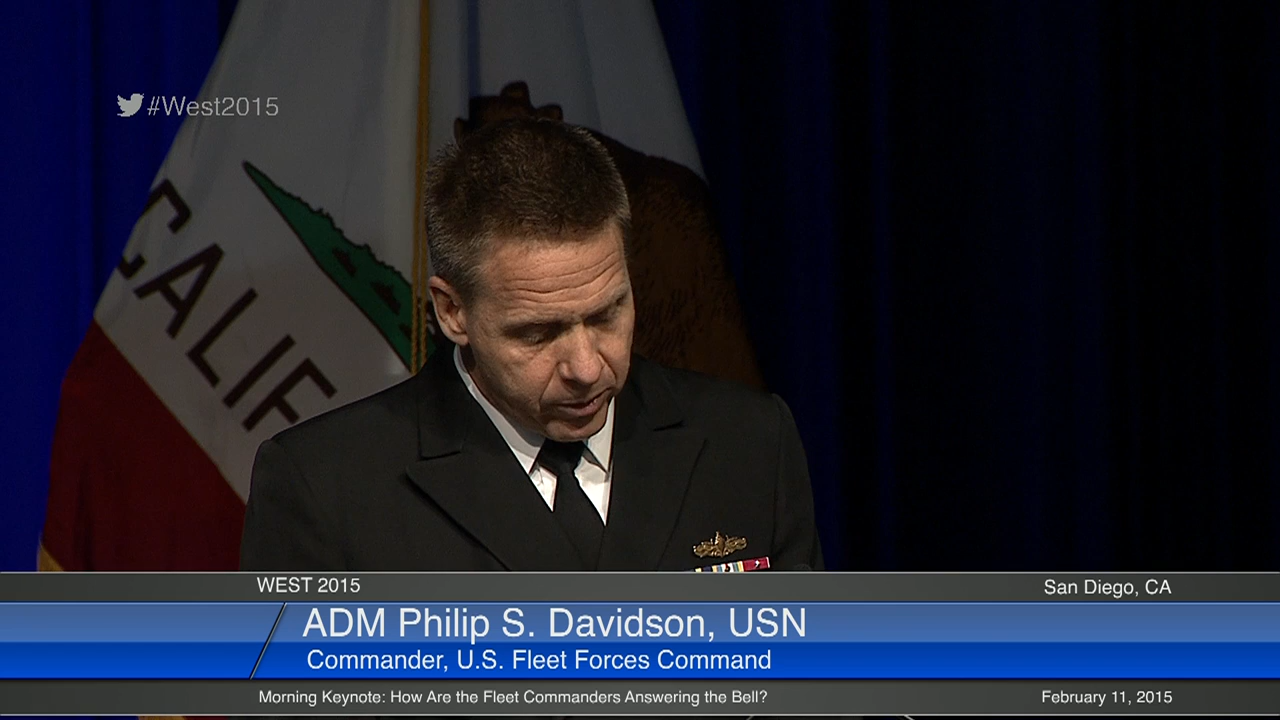 #West2015
CALIF
WEST 2015
San Diego, CA
ADM Philip S. Davidson, USN
Commander, U.S. Fleet Forces Command
Morning Keynote: How Are the Fleet Commanders Answering the Bell?
February 11, 2015